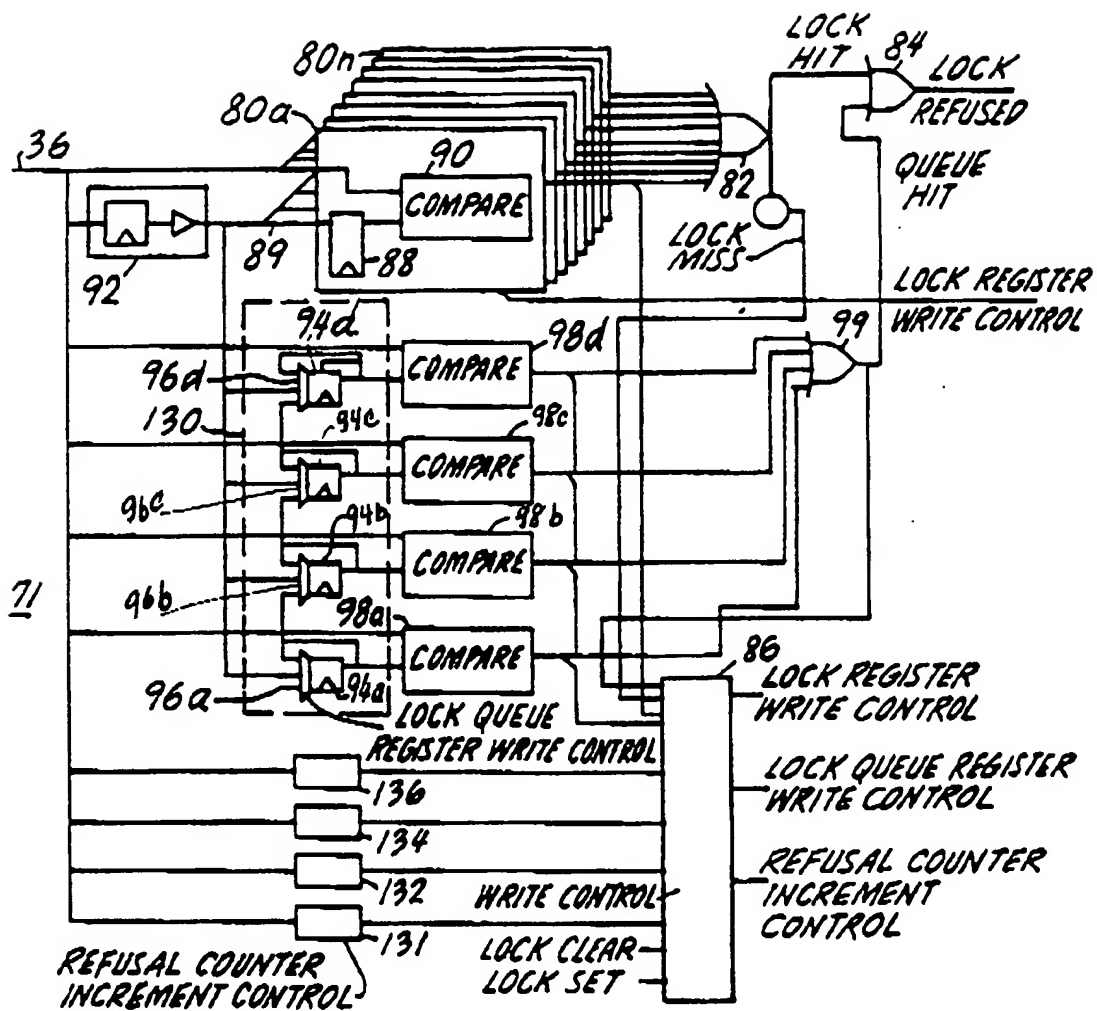 80n
LOCK
HIT
84
LOCK
REFUSED
80a
36
90
COMPARE
82
QUEUE
HIT
89
88
92
LOCK
MISS
LOCK REGISTER
WRITE CONTROL
94d
98d
99
96d
COMPARE
130
94c
98c
COMPARE
96c
94b
98b
COMPARE
96b
71
98a
COMPARE
86
96a
94a
LOCK QUEUE
REGISTER WRITE CONTROL
LOCK REGISTER
WRITE CONTROL
136
LOCK QUEUE REGISTER
WRITE CONTROL
134
132
WRITE CONTROL
REFUSAL COUNTER
INCREMENT
CONTROL
131
REFUSAL COUNTER
INCREMENT CONTROL
LOCK CLEAR
LOCK SET